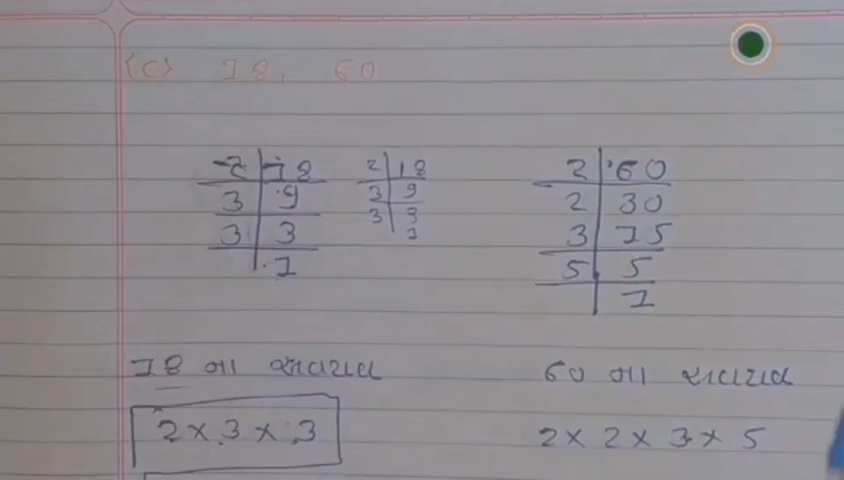 (C) 18, 60
2 18 2 18 2 60
3 9 3 9 2 30
3 3 3 3 3 15
1 1 5 5
1
18 ના અવયવ 60 ના અવયવ
2 × 3 × 3 2 × 2 × 3 × 5